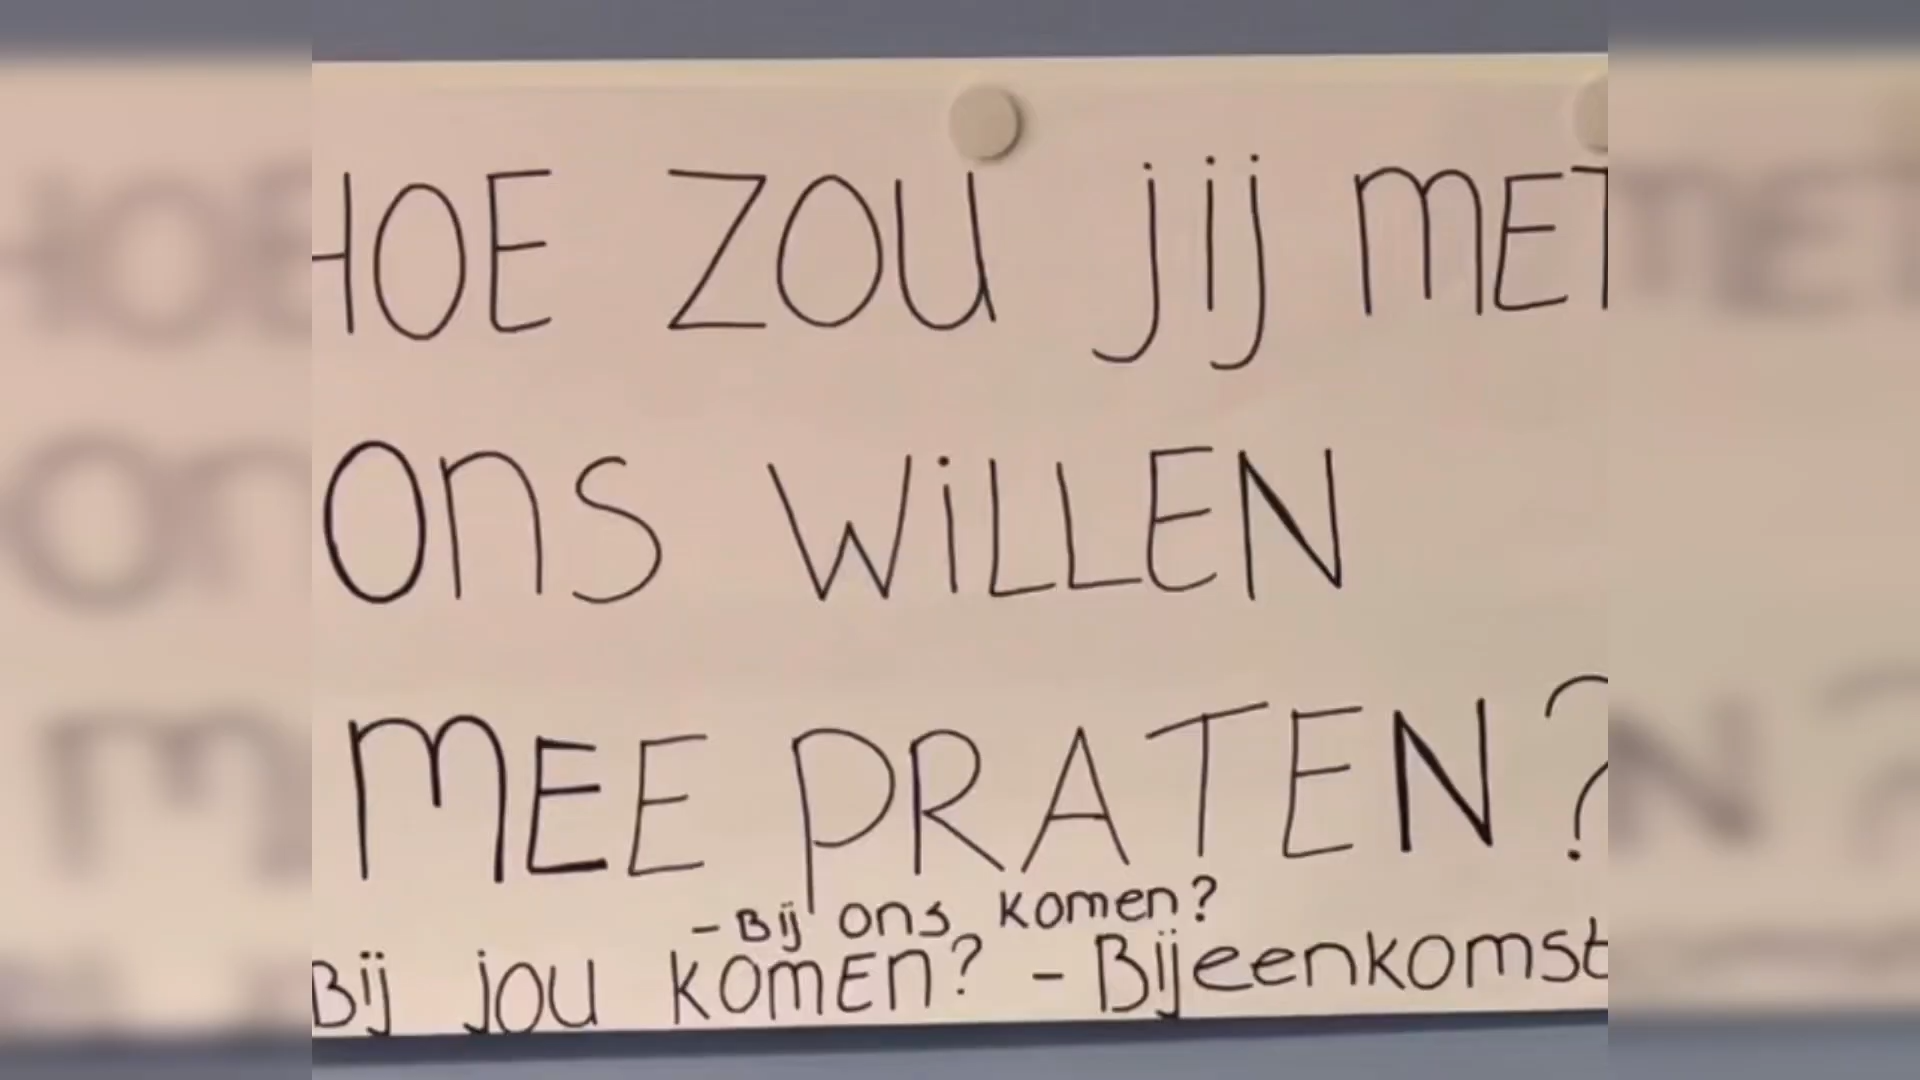 HOE ZOU jij MET
Ons WiLLEN
MEE PRATEN?
- Bij ons komen?
Bij jou KOMEN? - Bijeenkomst